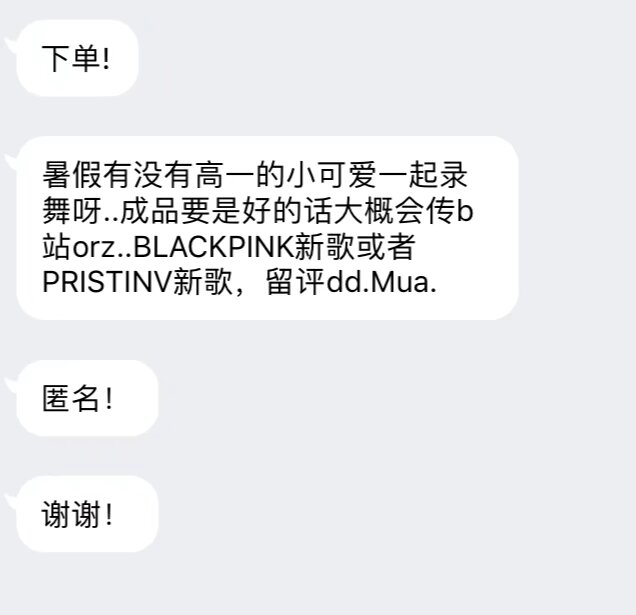 下单!
暑假有没有高一的小可爱一起录
舞呀..成品要是好的话大概会传b
站orz..BLACKPINK新歌或者
PRISTINV新歌，留评dd.Mua.
匿名！
谢谢！